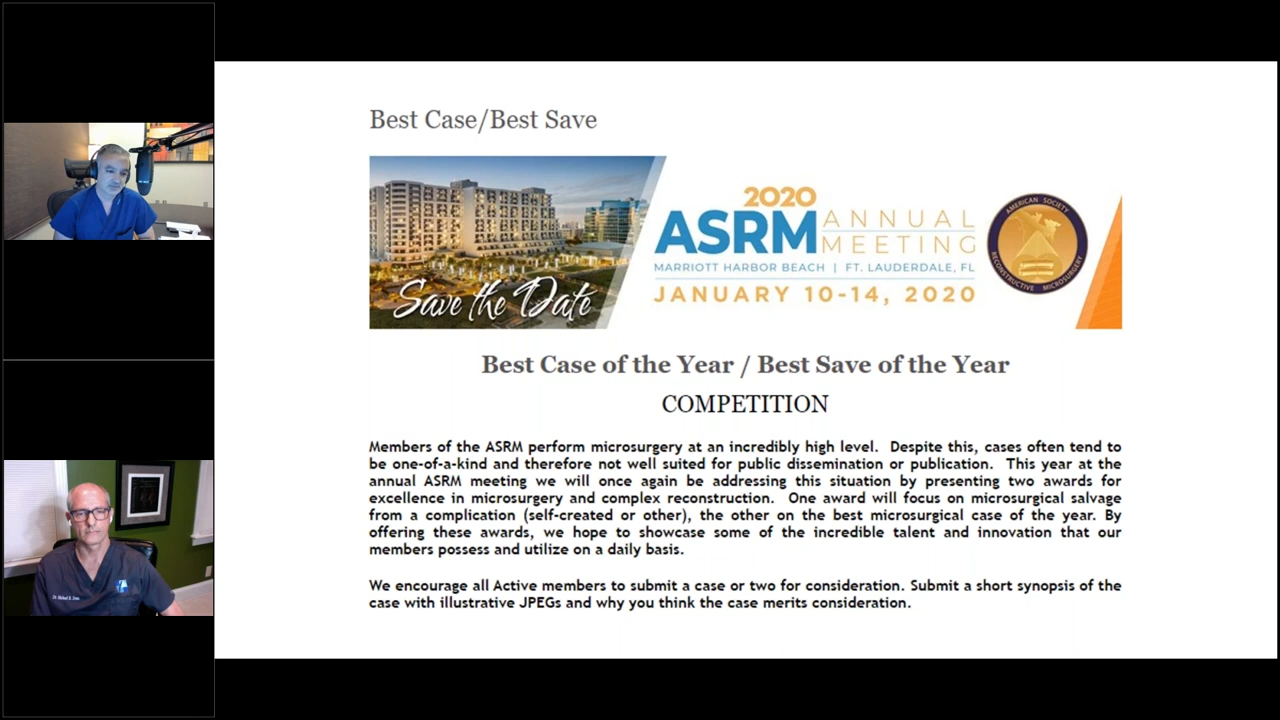 Best Case/Best Save
Save the Date
2020
ASRM ANNUAL
MEETING
MARRIOTT HARBOR BEACH | FT. LAUDERDALE, FL
JANUARY 10-14, 2020
AMERICAN SOCIETY
RECONSTRUCTIVE MICROSURGERY
Best Case of the Year / Best Save of the Year
COMPETITION
Members of the ASRM perform microsurgery at an incredibly high level. Despite this, cases often tend to
be one-of-a-kind and therefore not well suited for public dissemination or publication. This year at the
annual ASRM meeting we will once again be addressing this situation by presenting two awards for
excellence in microsurgery and complex reconstruction. One award will focus on microsurgical salvage
from a complication (self-created or other), the other on the best microsurgical case of the year. By
offering these awards, we hope to showcase some of the incredible talent and innovation that our
members possess and utilize on a daily basis.
We encourage all Active members to submit a case or two for consideration. Submit a short synopsis of the
case with illustrative JPEGs and why you think the case merits consideration.